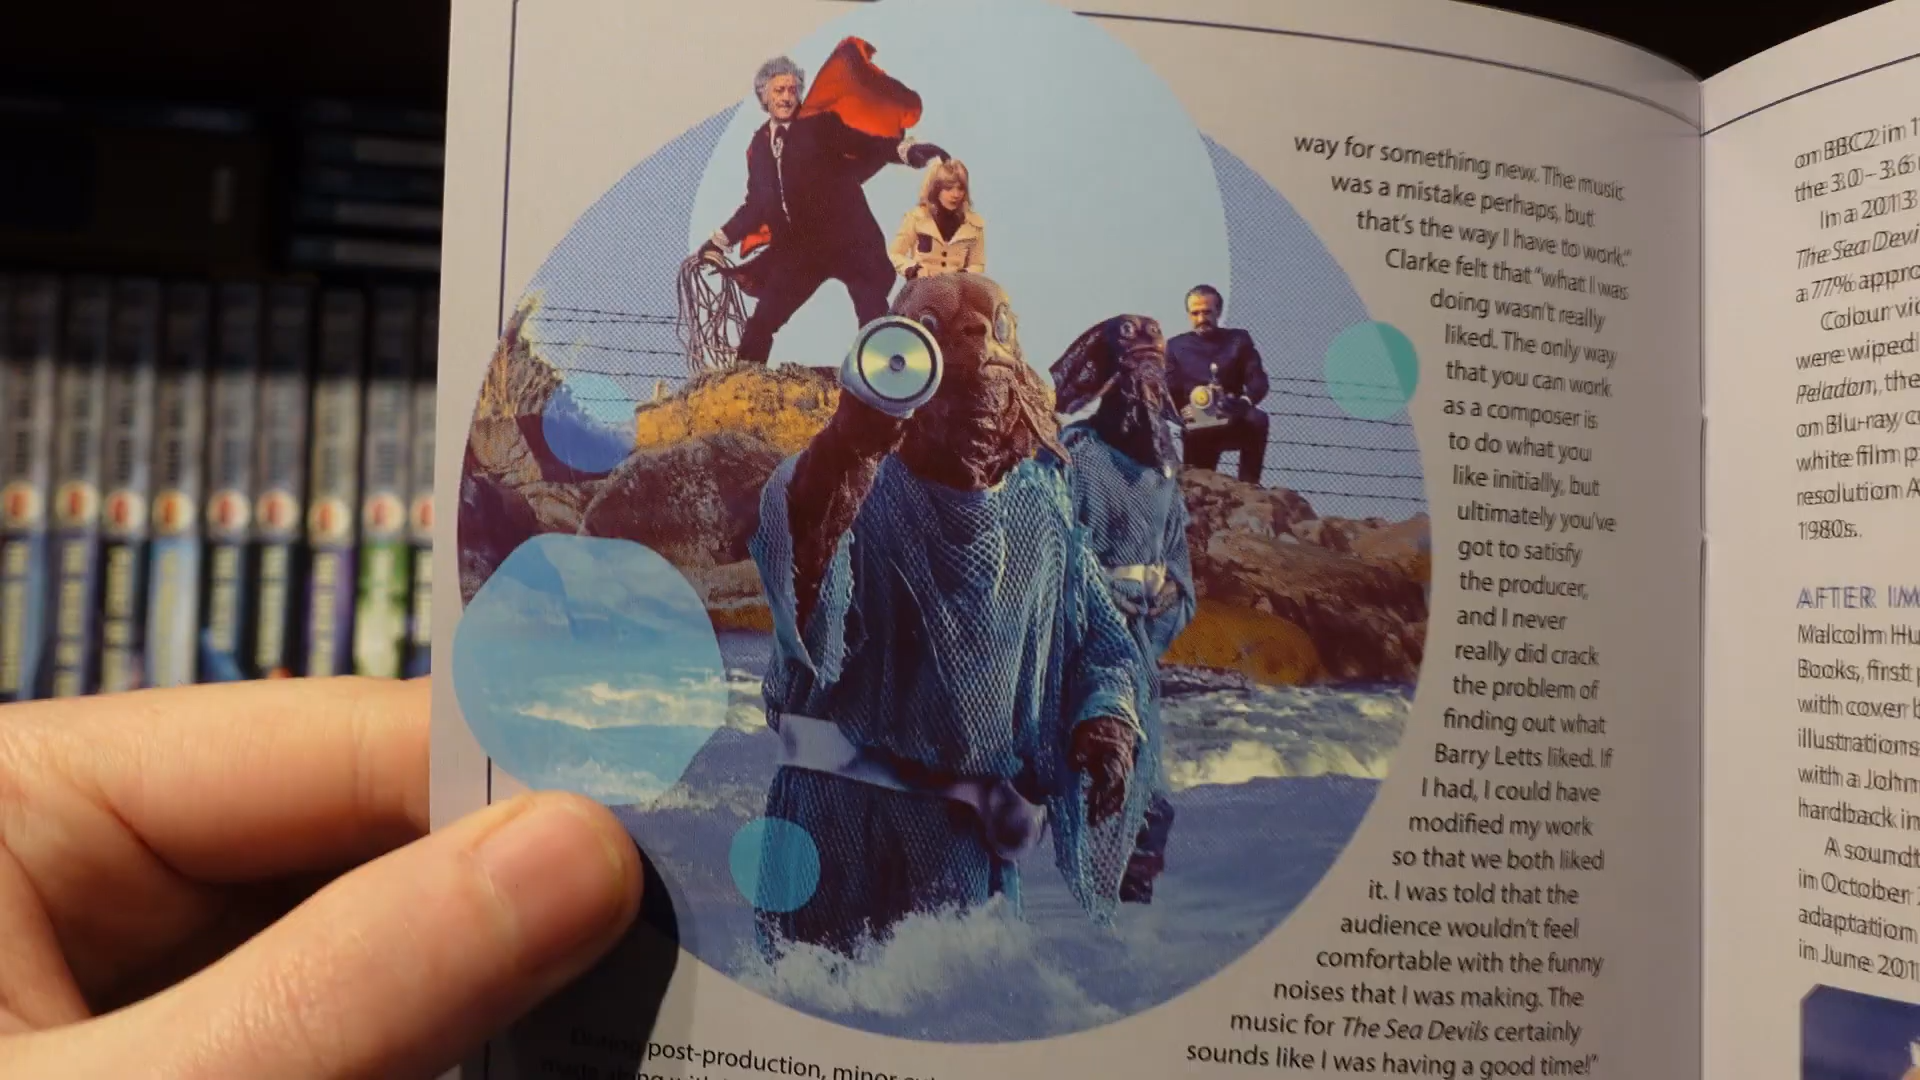 way for something new. The music
was a mistake perhaps, but
that's the way I have to work."
Clarke felt that "what I was
doing wasn't really
liked. The only way
that you can work
as a composer is
to do what you
like initially, but
ultimately you've
got to satisfy
the producer,
and I never
really did crack
the problem of
finding out what
Barry Letts liked. If
I had, I could have
modified my work
so that we both liked
it. I was told that the
audience wouldn't feel
comfortable with the funny
noises that I was making. The
music for The Sea Devils certainly
sounds like I was having a good time!"
During post-production, minor
on BBC2 in
the 3.0 – 3.6
In a 2013
The Sea Devi
a 77% appro
Colour vi
were wiped
Peladon, the
on Blu-ray c
white film p
resolution A
1980s.
AFTER IM
Malcolm Hu
Books, first p
with cover b
illustrations
with a John
hardback in
A soundt
in October
adaptation
in June 201